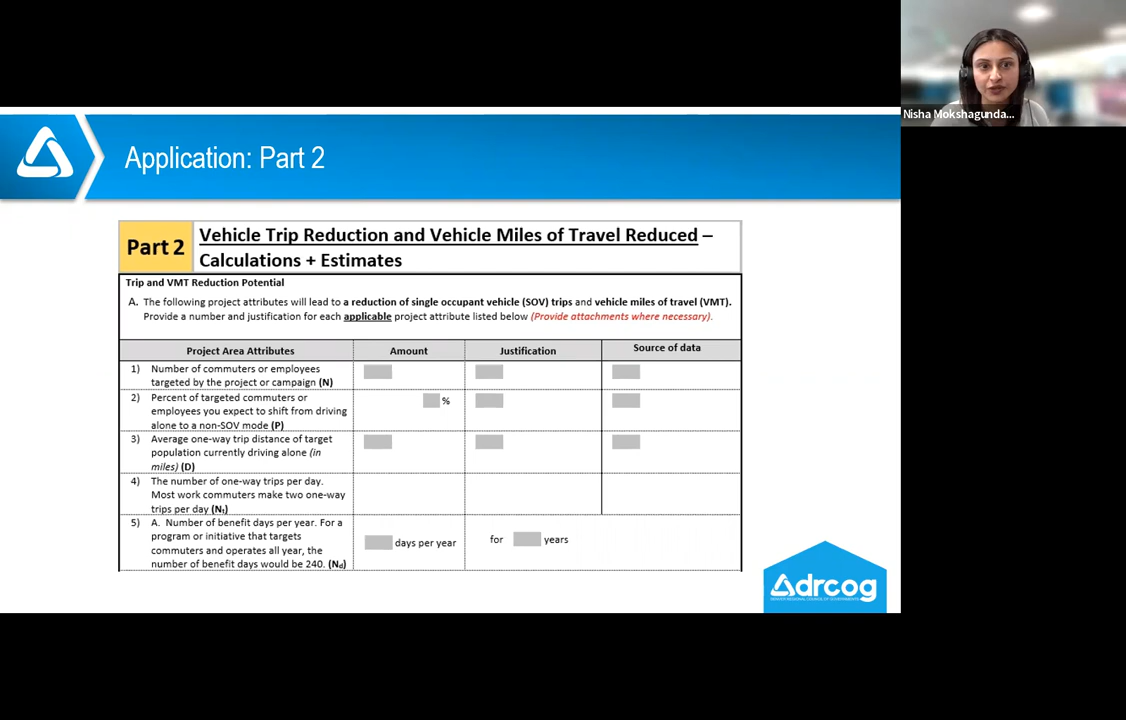 Nisha Mokshagunda...
Application: Part 2
Part 2
Vehicle Trip Reduction and Vehicle Miles of Travel Reduced –
Calculations + Estimates
Trip and VMT Reduction Potential
A. The following project attributes will lead to a reduction of single occupant vehicle (SOV) trips and vehicle miles of travel (VMT).
Provide a number and justification for each applicable project attribute listed below (Provide attachments where necessary).
Project Area Attributes
Amount
Justification
Source of data
1) Number of commuters or employees
targeted by the project or campaign (N)
2) Percent of targeted commuters or
employees you expect to shift from driving
alone to a non-SOV mode (P)
%
3) Average one-way trip distance of target
population currently driving alone (in
miles) (D)
4) The number of one-way trips per day.
Most work commuters make two one-way
trips per day (Nt)
5) A. Number of benefit days per year. For a
program or initiative that targets
commuters and operates all year, the
number of benefit days would be 240. (Nd)
days per year
for years
drcog
DENVER REGIONAL COUNCIL OF GOVERNMENTS